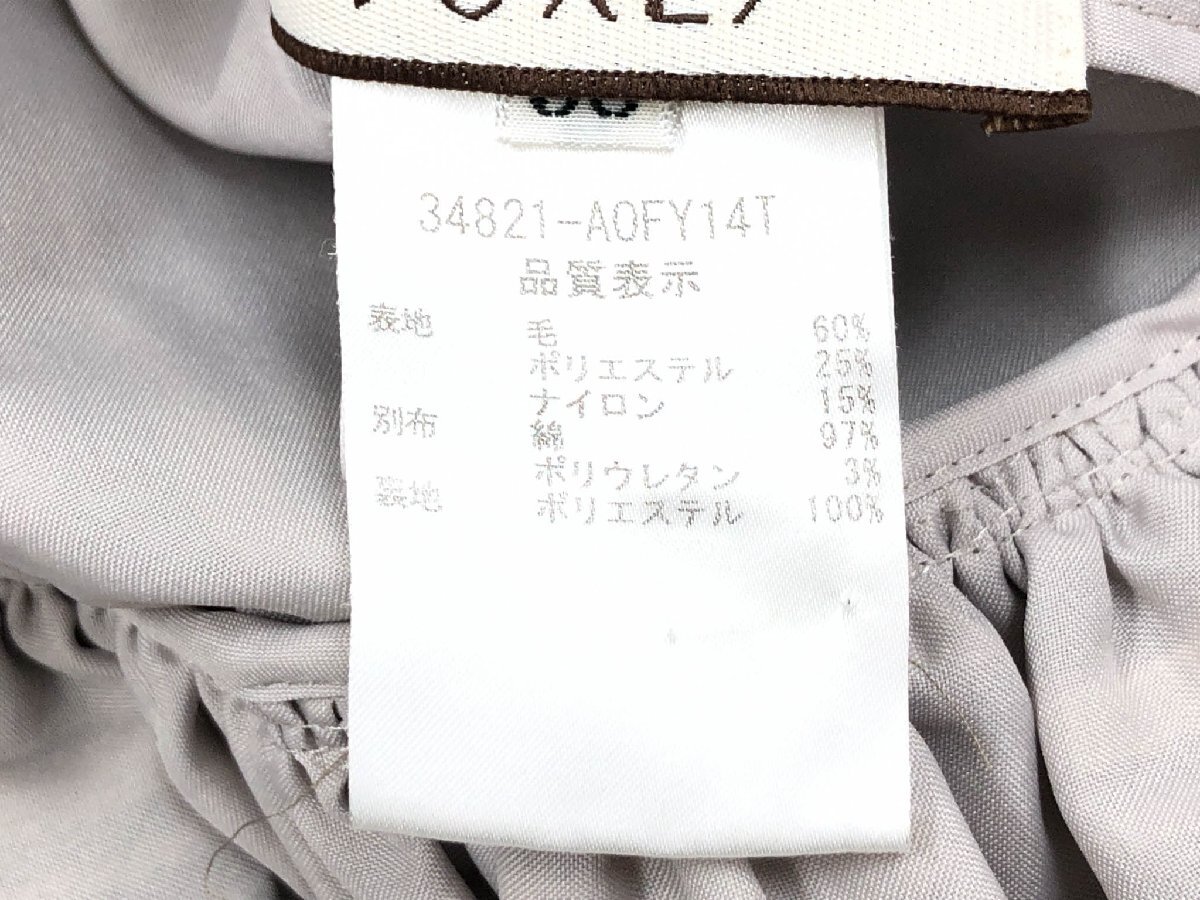 34821-A0FY14T
品質表示
表地 毛 60%
ポリエステル 25%
ナイロン 15%
別布 綿 97%
ポリウレタン 3%
裏地 ポリエステル 100%